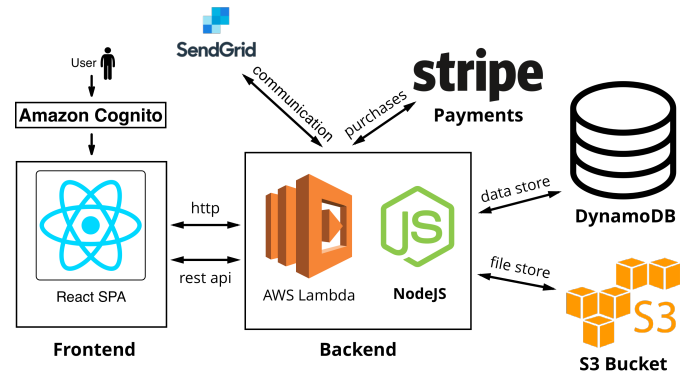 SendGrid
User
communication
purchases
stripe
Payments
Amazon Cognito
http
rest api
React SPA
JS
AWS Lambda
NodeJS
data store
DynamoDB
file store
S3
S3 Bucket
Frontend
Backend